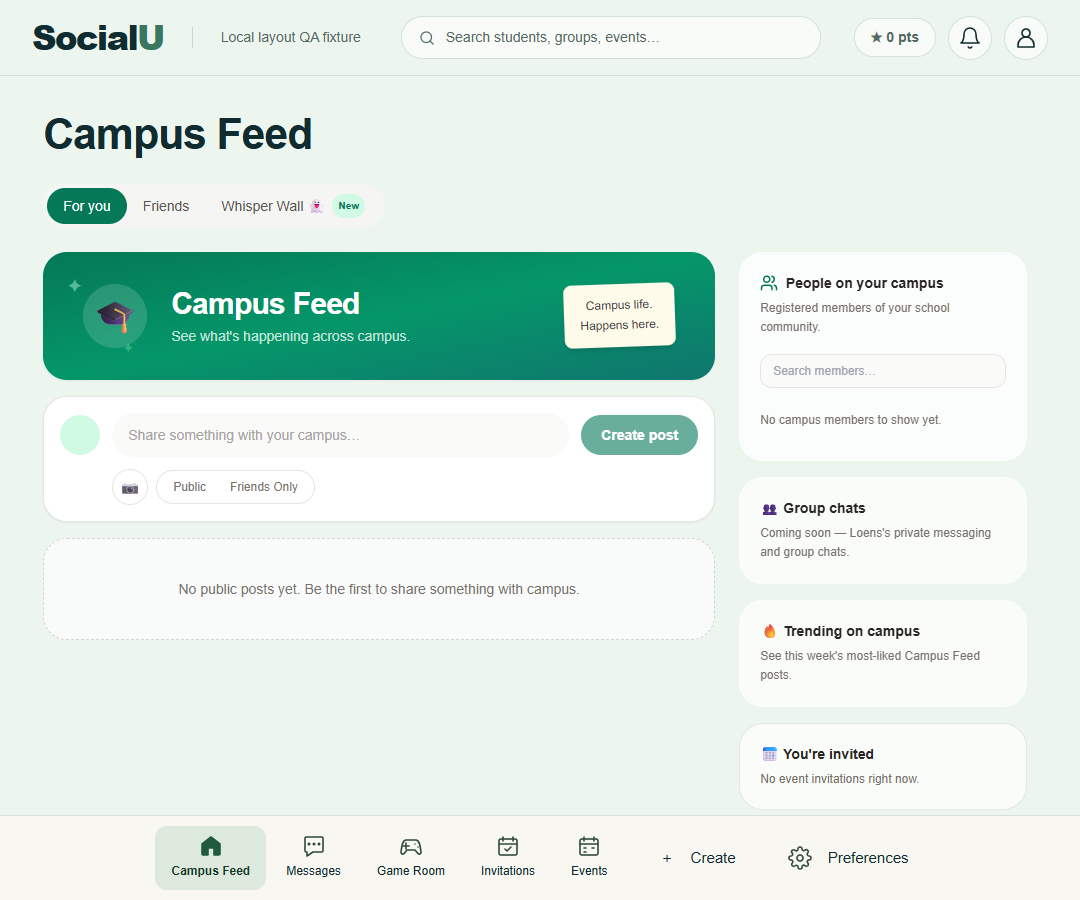 SocialU
Local layout QA fixture
Search students, groups, events…
★ 0 pts
Campus Feed
For you
Friends
Whisper Wall 👻
New
Campus Feed
See what's happening across campus.
Campus life.
Happens here.
Share something with your campus…
Create post
Public
Friends Only
No public posts yet. Be the first to share something with campus.
People on your campus
Registered members of your school
community.
Search members…
No campus members to show yet.
Group chats
Coming soon — Loens's private messaging
and group chats.
Trending on campus
See this week's most-liked Campus Feed
posts.
You're invited
No event invitations right now.
Campus Feed
Messages
Game Room
Invitations
Events
+ Create
Preferences